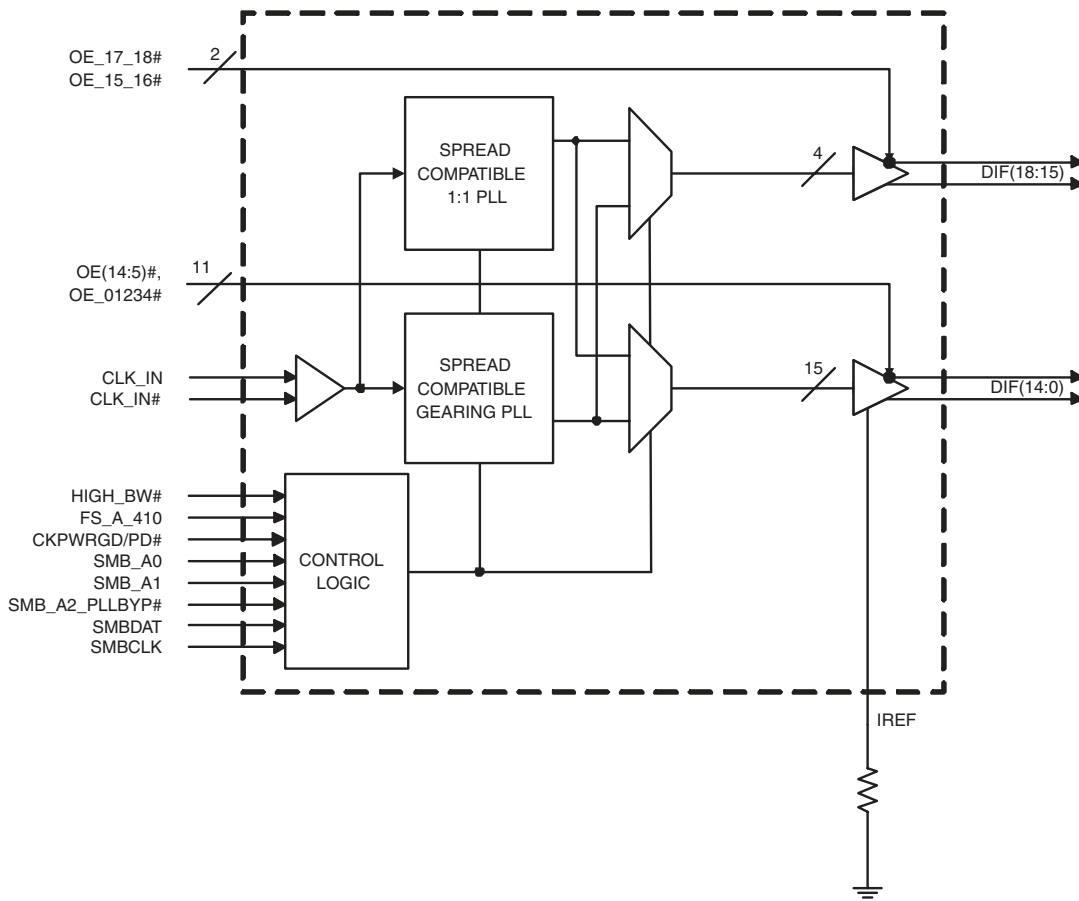 OE_17_18#
OE_15_16#
2
SPREAD
COMPATIBLE
1:1 PLL
4
DIF(18:15)
OE(14:5)#,
OE_01234#
11
CLK_IN
CLK_IN#
SPREAD
COMPATIBLE
GEARING PLL
15
DIF(14:0)
HIGH_BW#
FS_A_410
CKPWRGD/PD#
SMB_A0
SMB_A1
SMB_A2_PLLBYP#
SMBDAT
SMBCLK
CONTROL
LOGIC
IREF